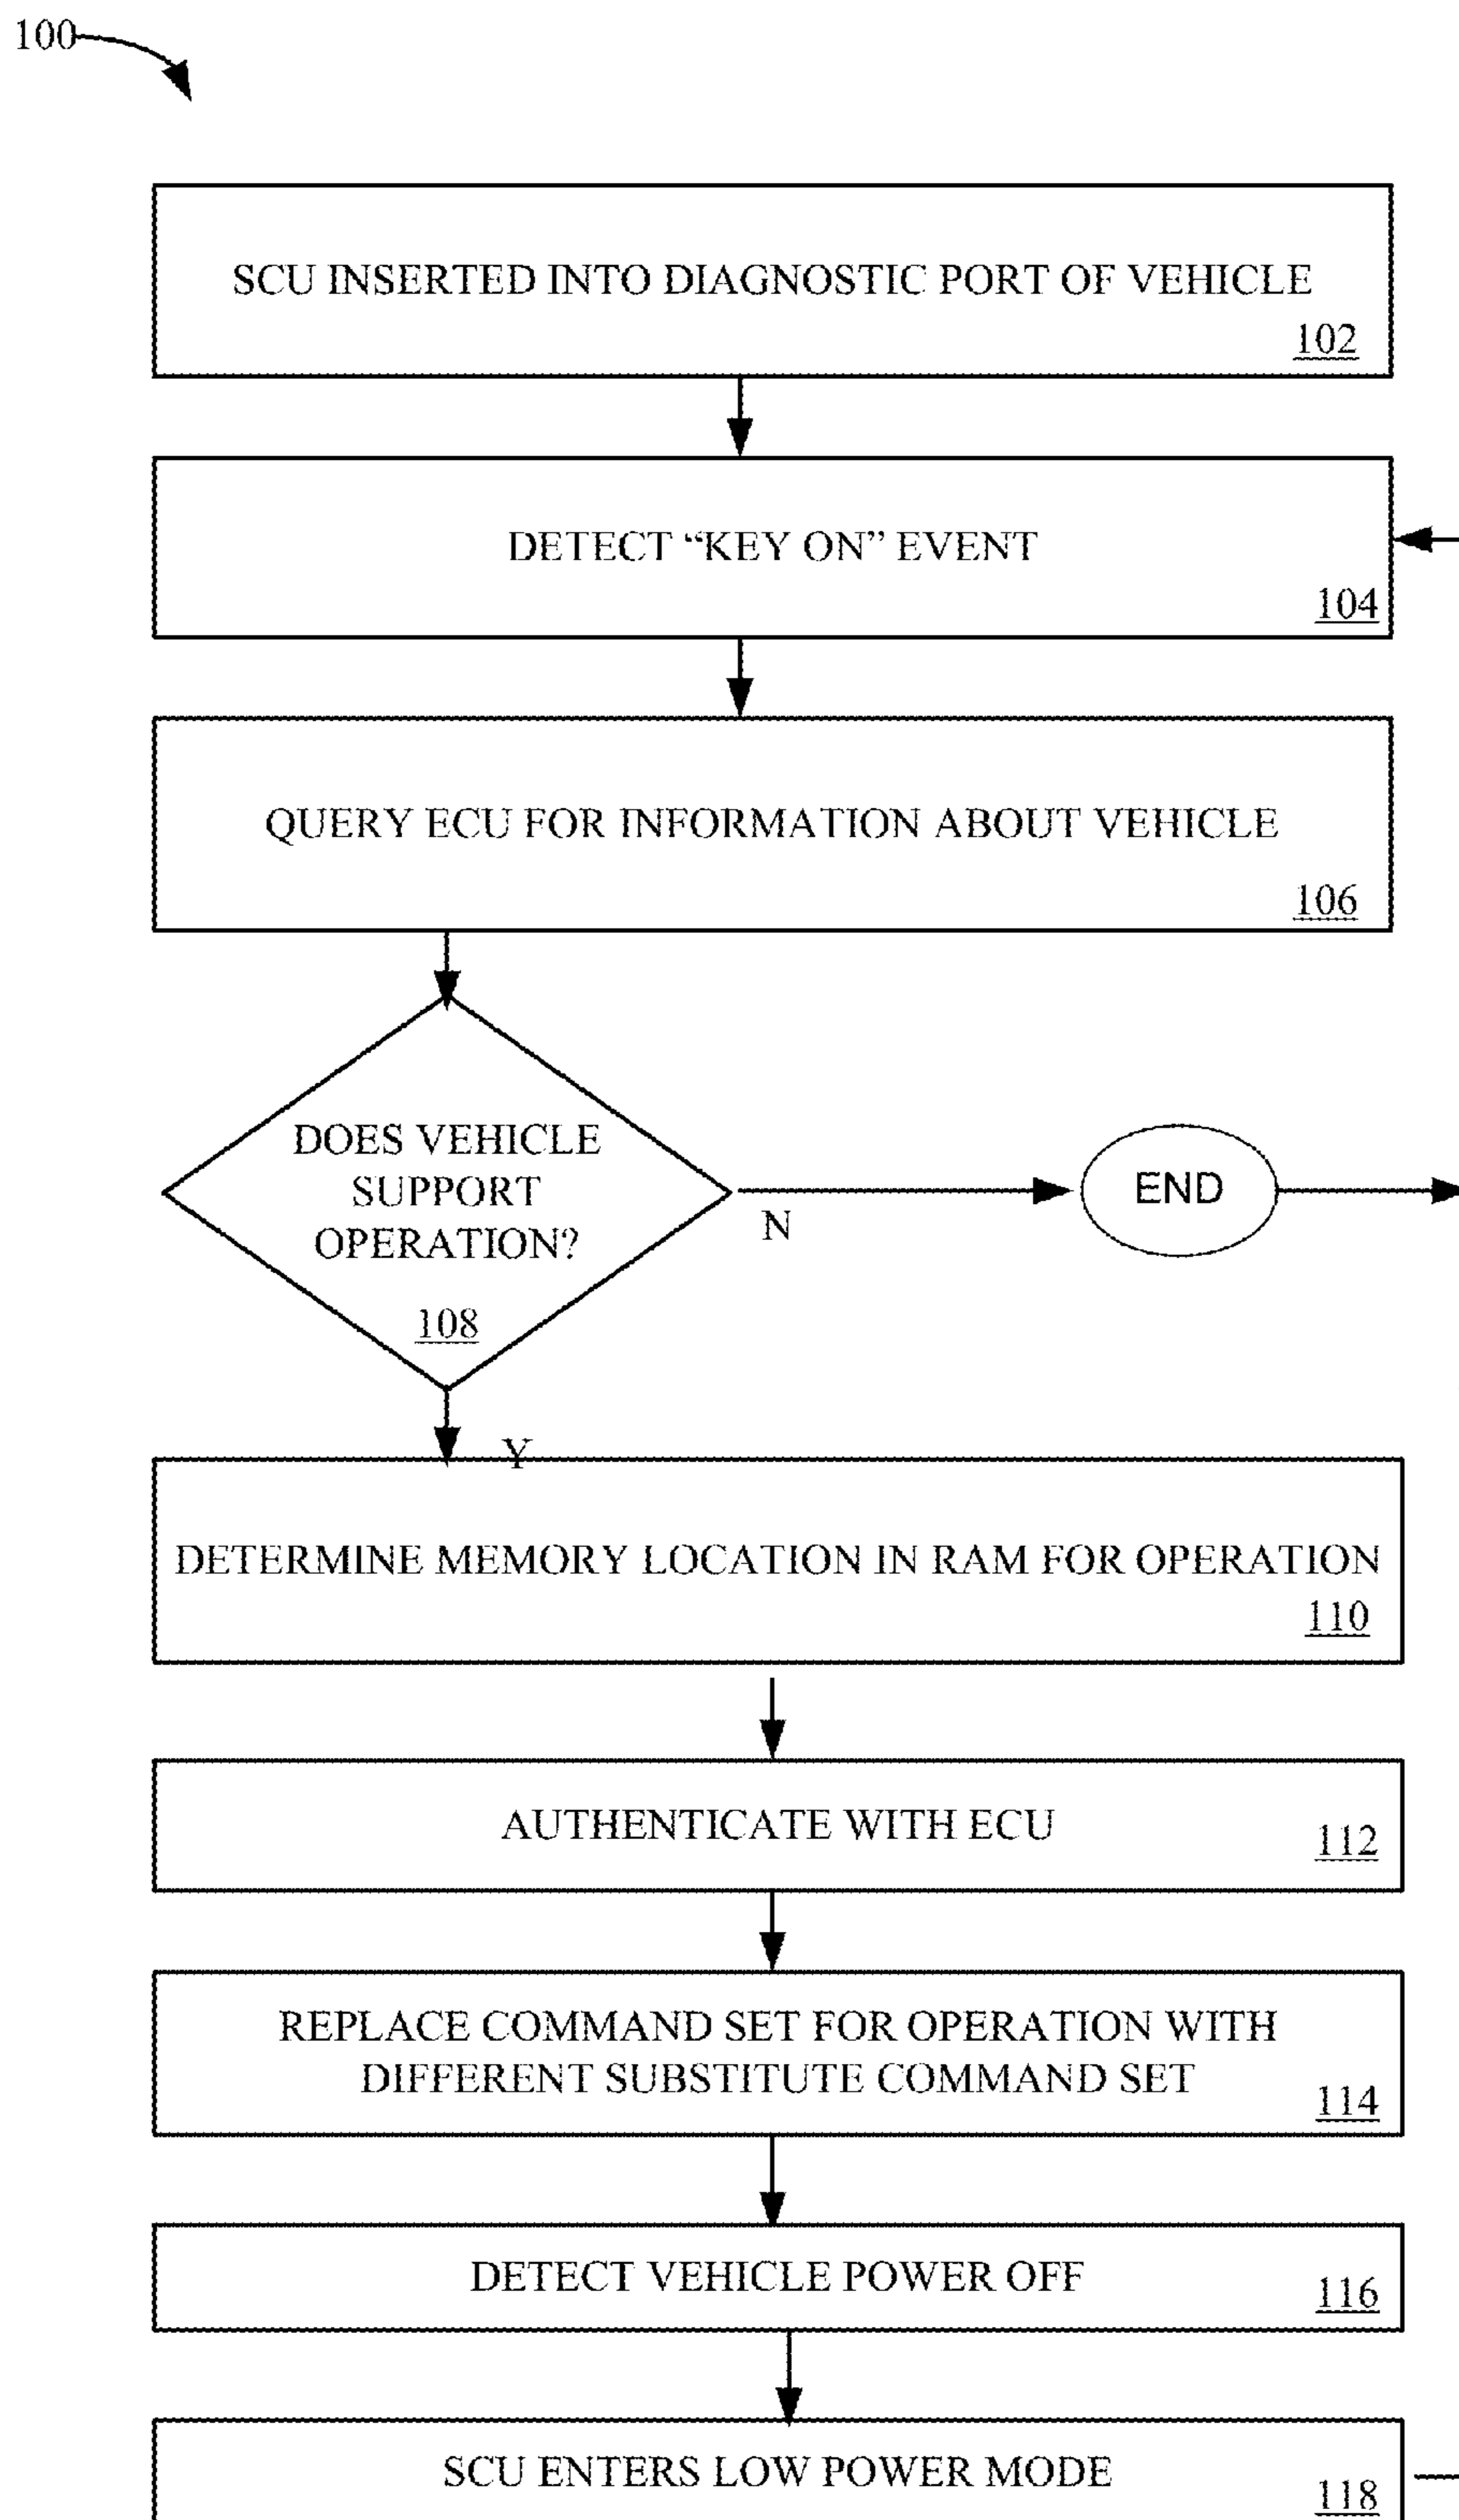 100
SCU INSERTED INTO DIAGNOSTIC PORT OF VEHICLE
102
DETECT “KEY ON” EVENT
104
QUERY ECU FOR INFORMATION ABOUT VEHICLE
106
DOES VEHICLE
SUPPORT
OPERATION?
108
N
END
Y
DETERMINE MEMORY LOCATION IN RAM FOR OPERATION
110
AUTHENTICATE WITH ECU
112
REPLACE COMMAND SET FOR OPERATION WITH
DIFFERENT SUBSTITUTE COMMAND SET
114
DETECT VEHICLE POWER OFF
116
SCU ENTERS LOW POWER MODE
118